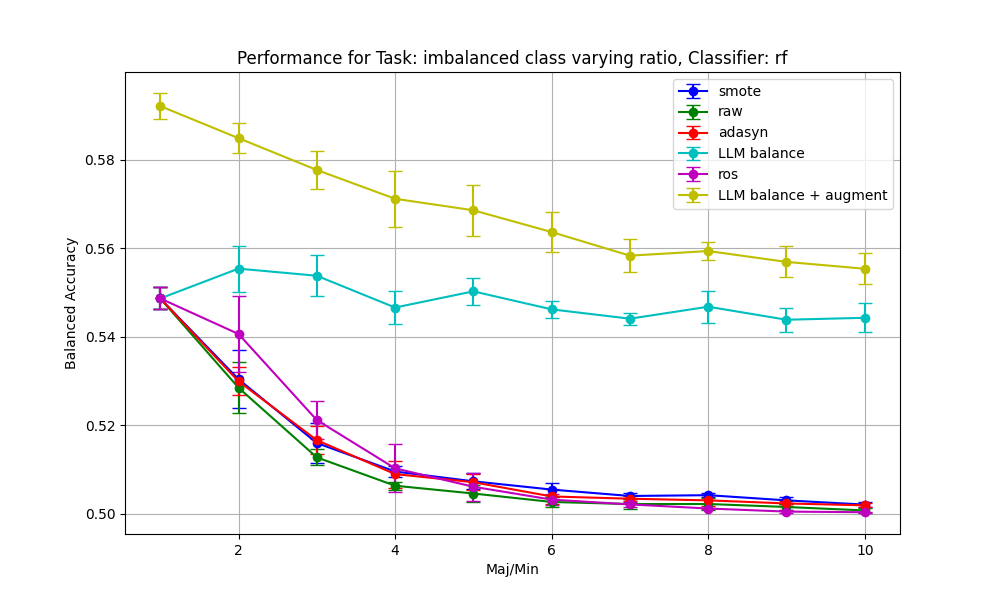 Performance for Task: imbalanced class varying ratio, Classifier: rf
smote
raw
adasyn
LLM balance
ros
LLM balance + augment
Balanced Accuracy
0.58
0.56
0.54
0.52
0.50
2
4
6
8
10
Maj/Min